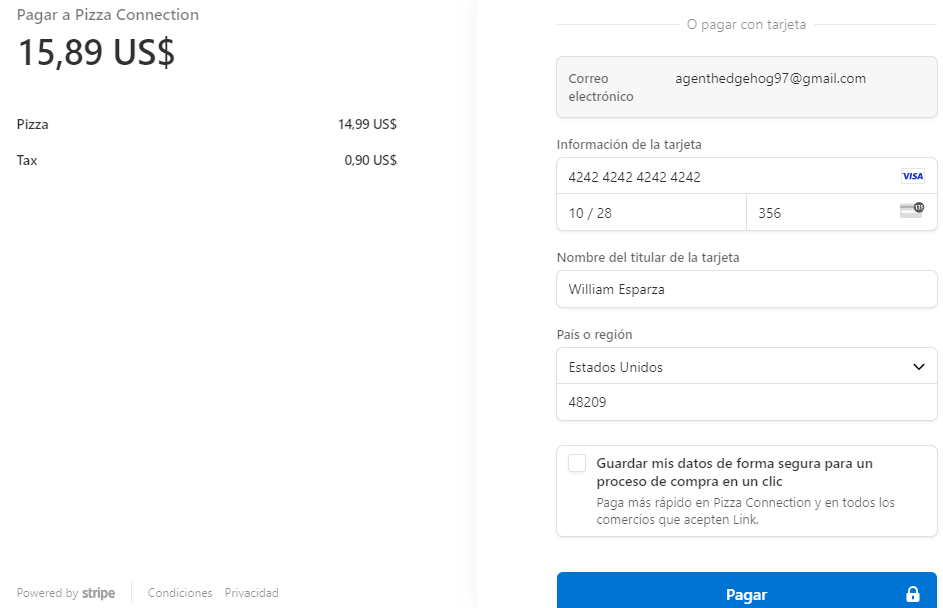 Pagar a Pizza Connection
15,89 US$
Pizza 14,99 US$
Tax 0,90 US$
Powered by stripe Condiciones Privacidad
O pagar con tarjeta
Correo electrónico agenthedgehog97@gmail.com
Información de la tarjeta
4242 4242 4242 4242 VISA
10 / 28 356 135
Nombre del titular de la tarjeta
William Esparza
País o región
Estados Unidos
48209
Guardar mis datos de forma segura para un
proceso de compra en un clic
Paga más rápido en Pizza Connection y en todos los
comercios que acepten Link.
Pagar